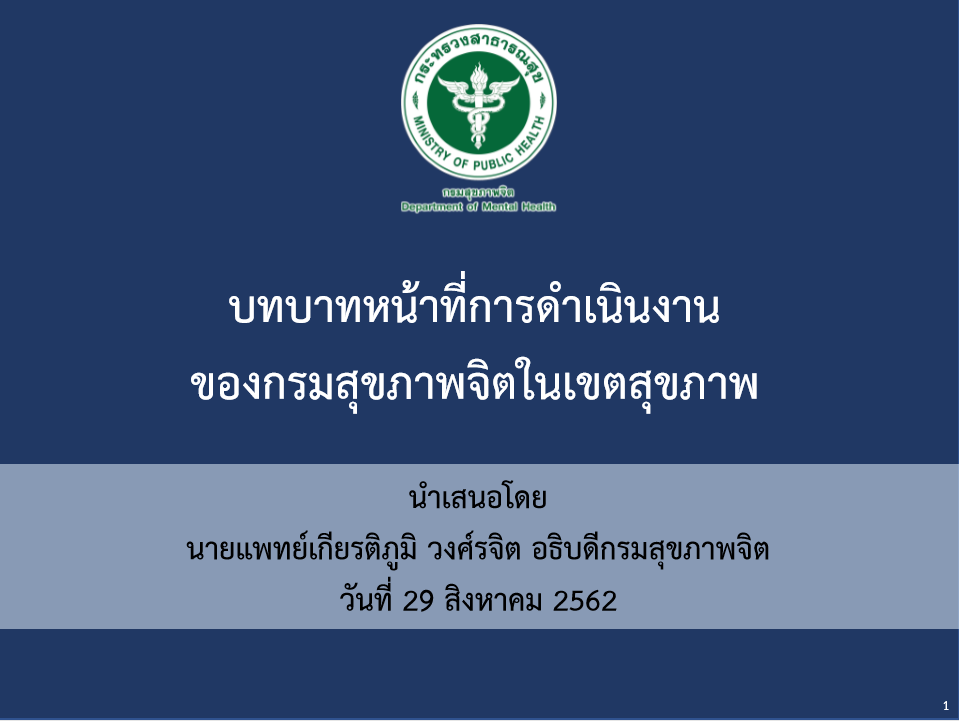 กระทรวงสาธารณสุข
MINISTRY OF PUBLIC HEALTH
กรมสุขภาพจิต
Department of Mental Health
บทบาทหน้าที่การดำเนินงาน
ของกรมสุขภาพจิตในเขตสุขภาพ
นำเสนอโดย
นายแพทย์เกียรติภูมิ วงศ์รจิต อธิบดีกรมสุขภาพจิต
วันที่ 29 สิงหาคม 2562
1